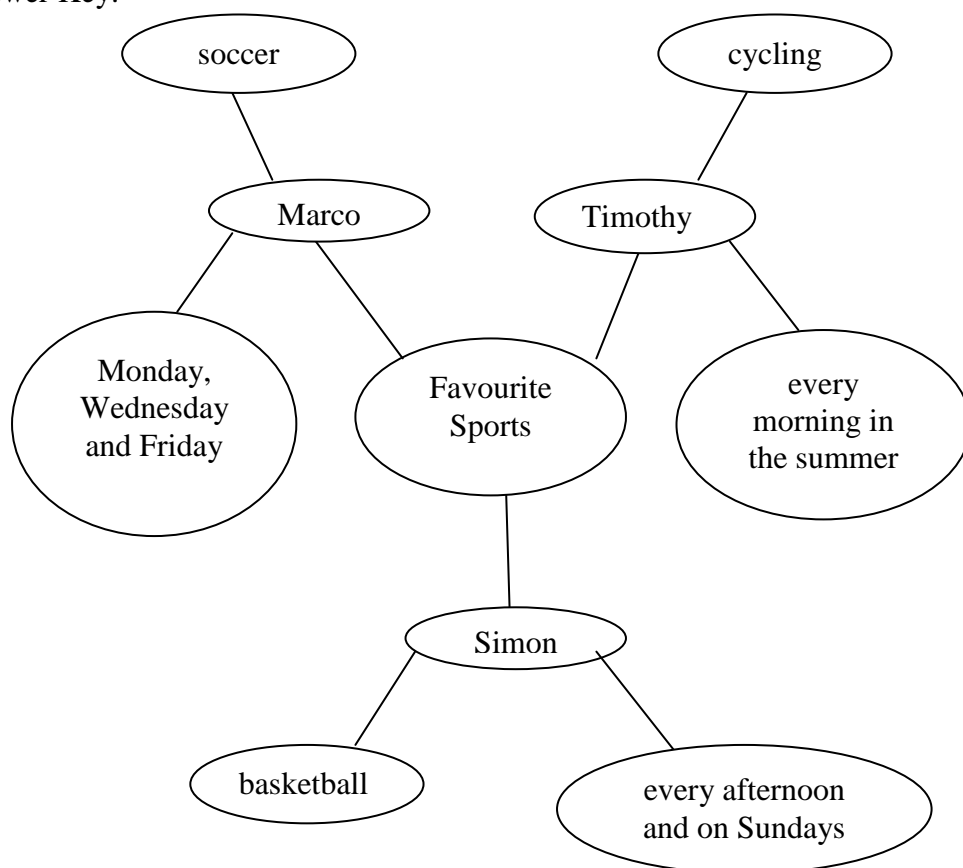 Key:
soccer
cycling
Marco
Timothy
Monday,
Wednesday
and Friday
Favourite
Sports
every
morning in
the summer
Simon
basketball
every afternoon
and on Sundays